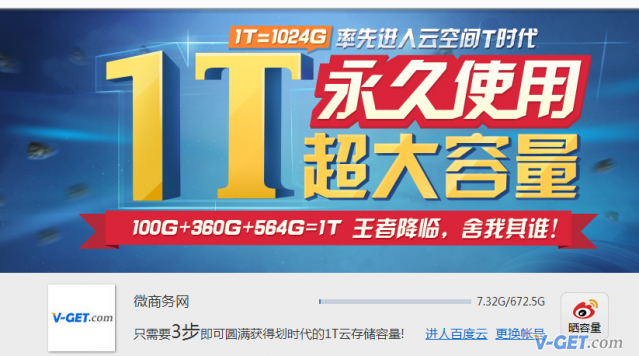 1T=1024G 率先进入云空间T时代
1T 永久使用
超大容量
100G+360G+564G=1T 王者降临，舍我其谁！
V-GET.com
微商务网
7.32G/672.5G
只需要3步即可圆满获得划时代的1T云存储容量! 进入百度云 更换帐号
晒容量
V-GET.com